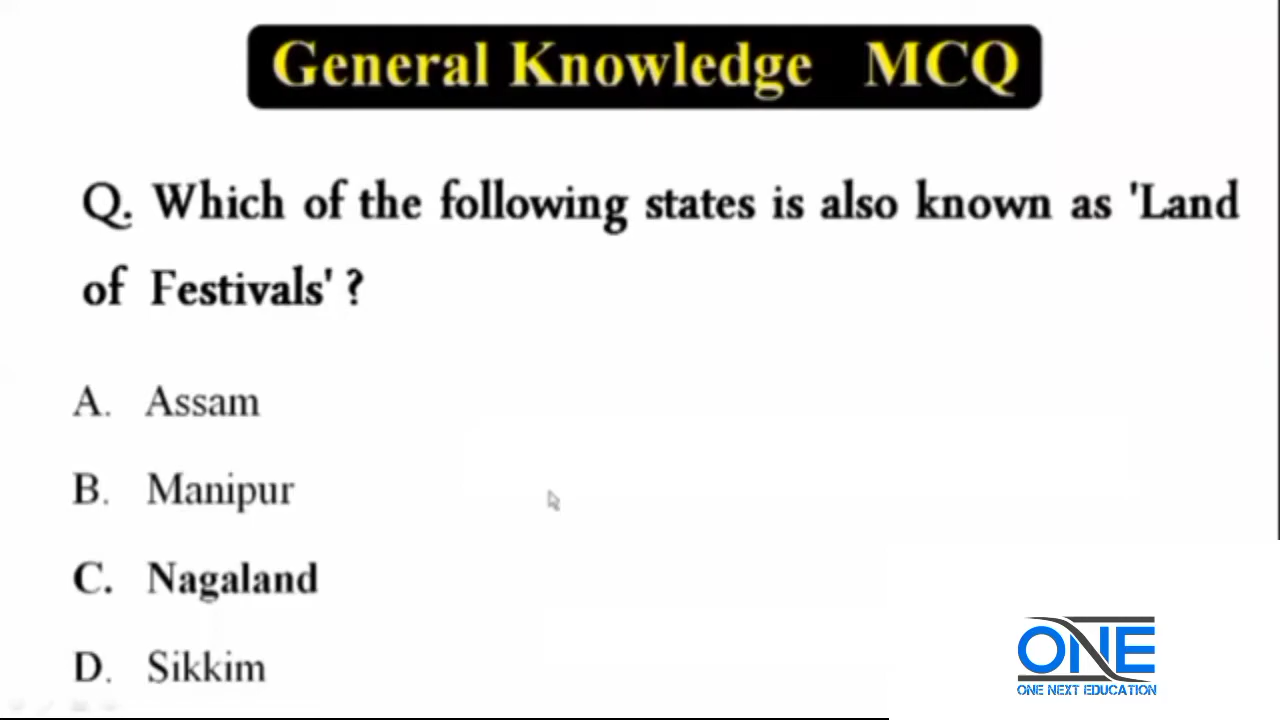 General Knowledge MCQ
Q. Which of the following states is also known as 'Land
of Festivals' ?
A. Assam
B. Manipur
C. Nagaland
D. Sikkim
ONE
ONE NEXT EDUCATION